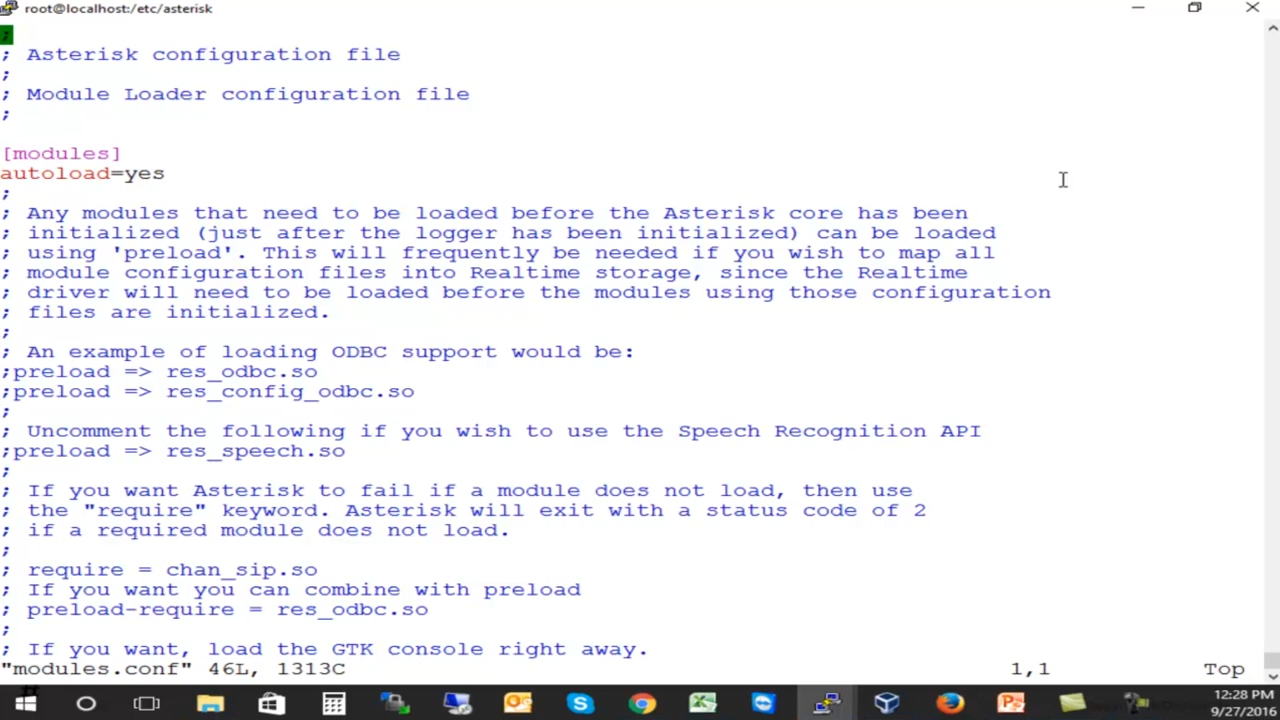 root@localhost:/etc/asterisk
;
; Asterisk configuration file
;
; Module Loader configuration file
;
[modules]
autoload=yes
;
; Any modules that need to be loaded before the Asterisk core has been
; initialized (just after the logger has been initialized) can be loaded
; using 'preload'. This will frequently be needed if you wish to map all
; module configuration files into Realtime storage, since the Realtime
; driver will need to be loaded before the modules using those configuration
; files are initialized.
;
; An example of loading ODBC support would be:
;preload => res_odbc.so
;preload => res_config_odbc.so
;
; Uncomment the following if you wish to use the Speech Recognition API
;preload => res_speech.so
;
; If you want Asterisk to fail if a module does not load, then use
; the "require" keyword. Asterisk will exit with a status code of 2
; if a required module does not load.
;
; require = chan_sip.so
; If you want you can combine with preload
; preload-require = res_odbc.so
;
; If you want, load the GTK console right away.
"modules.conf" 46L, 1313C 1,1 Top
12:28 PM
9/27/2016